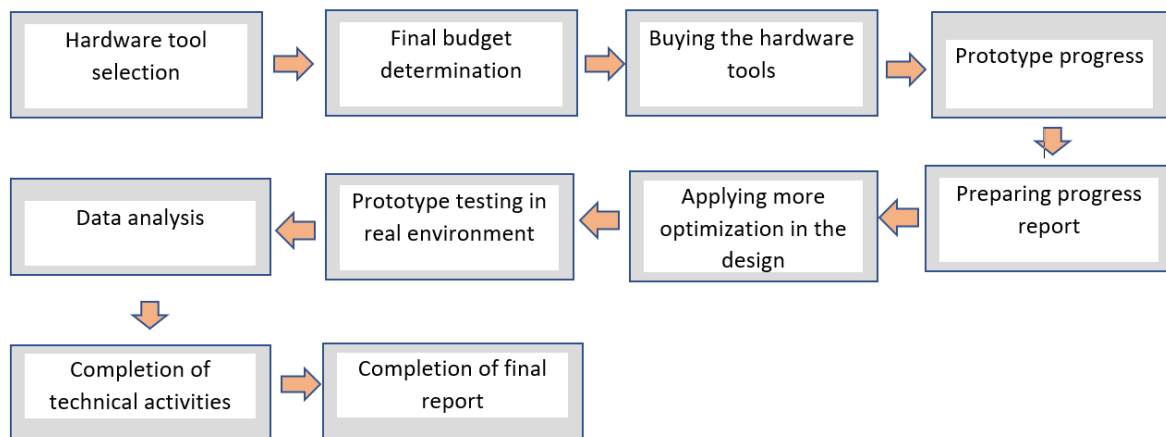 Hardware tool
selection
Final budget
determination
Buying the hardware
tools
Prototype progress
Preparing progress
report
Applying more
optimization in the
design
Prototype testing in
real environment
Data analysis
Completion of
technical activities
Completion of final
report